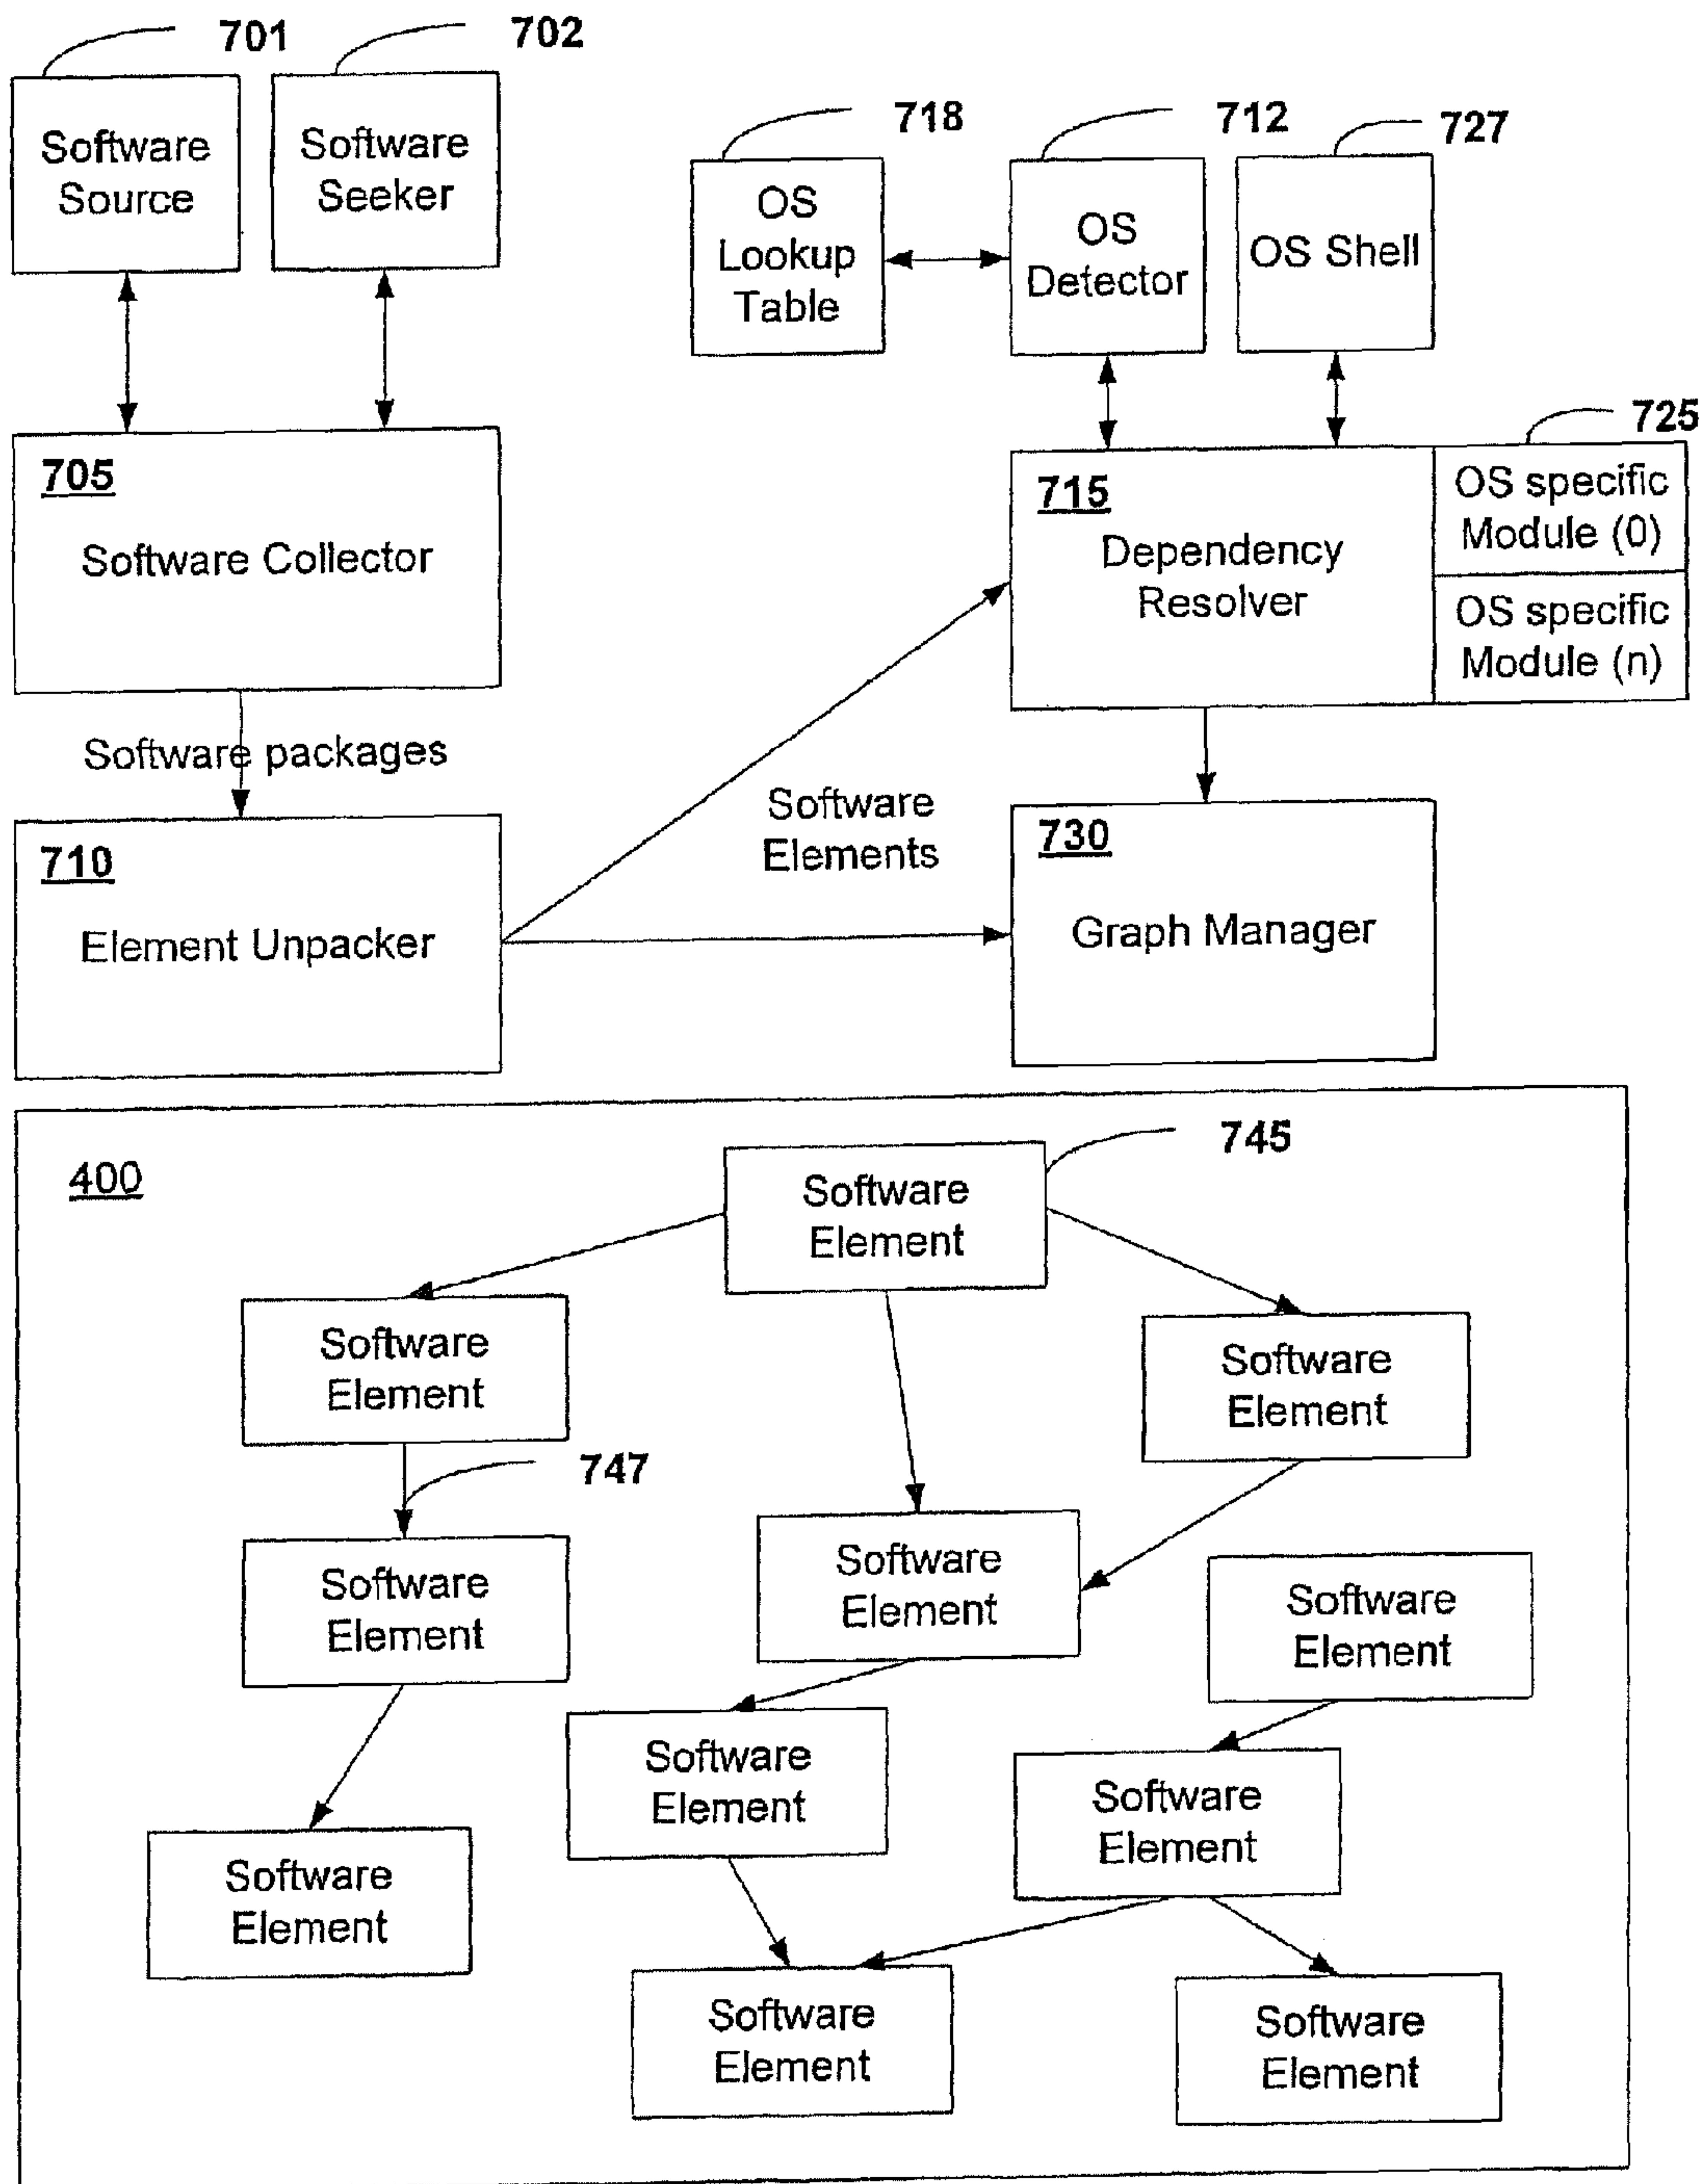 701
702
Software
Source
Software
Seeker
718
712
727
OS
Lookup
Table
OS
Detector
OS Shell
725
705
Software Collector
715
Dependency
Resolver
OS specific
Module (0)
OS specific
Module (n)
Software packages
Software
Elements
710
Element Unpacker
730
Graph Manager
400
745
Software
Element
Software
Element
Software
Element
747
Software
Element
Software
Element
Software
Element
Software
Element
Software
Element
Software
Element
Software
Element
Software
Element